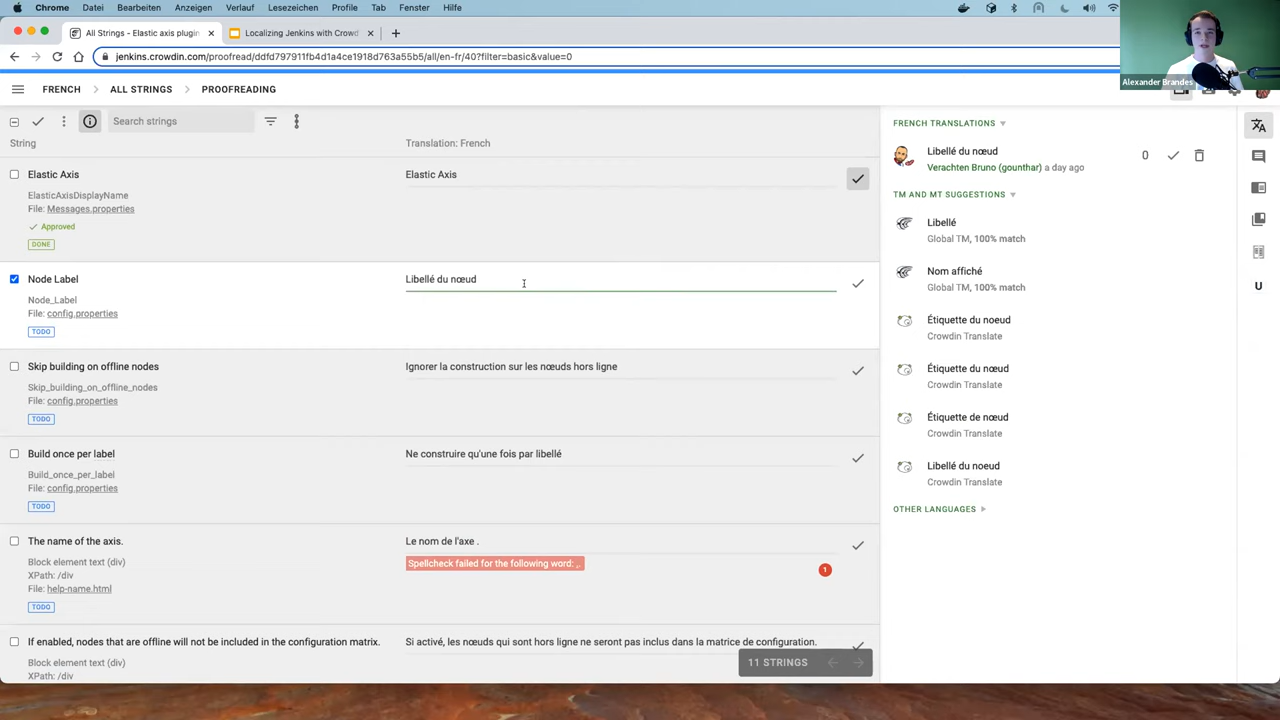 Chrome Datei Bearbeiten Anzeigen Verlauf Lesezeichen Profile Tab Fenster Hilfe
All Strings - Elastic axis plugin
Localizing Jenkins with Crowd
jenkins.crowdin.com/proofread/ddfd797911fb4d1a4ce1918d763a55b5/all/en-fr/40?filter=basic&value=0
Alexander Brandes
FRENCH > ALL STRINGS > PROOFREADING
Search strings
String
Translation: French
Elastic Axis
Elastic Axis
ElasticAxisDisplayName
File: Messages.properties
Approved
DONE
Node Label
Libellé du nœud
Node_Label
File: config.properties
TODO
Skip building on offline nodes
Ignorer la construction sur les nœuds hors ligne
Skip_building_on_offline_nodes
File: config.properties
TODO
Build once per label
Ne construire qu'une fois par libellé
Build_once_per_label
File: config.properties
TODO
The name of the axis.
Le nom de l'axe .
Spellcheck failed for the following word: ,.
Block element text (div)
XPath: /div
File: help-name.html
1
TODO
If enabled, nodes that are offline will not be included in the configuration matrix.
Si activé, les nœuds qui sont hors ligne ne seront pas inclus dans la matrice de configuration.
Block element text (div)
XPath: /div
11 STRINGS
FRENCH TRANSLATIONS
Libellé du nœud
0
Verachten Bruno (gounthar) a day ago
TM AND MT SUGGESTIONS
Libellé
Global TM, 100% match
Nom affiché
Global TM, 100% match
Étiquette du noeud
Crowdin Translate
Étiquette du nœud
Crowdin Translate
Étiquette de nœud
Crowdin Translate
Libellé du noeud
Crowdin Translate
OTHER LANGUAGES
U